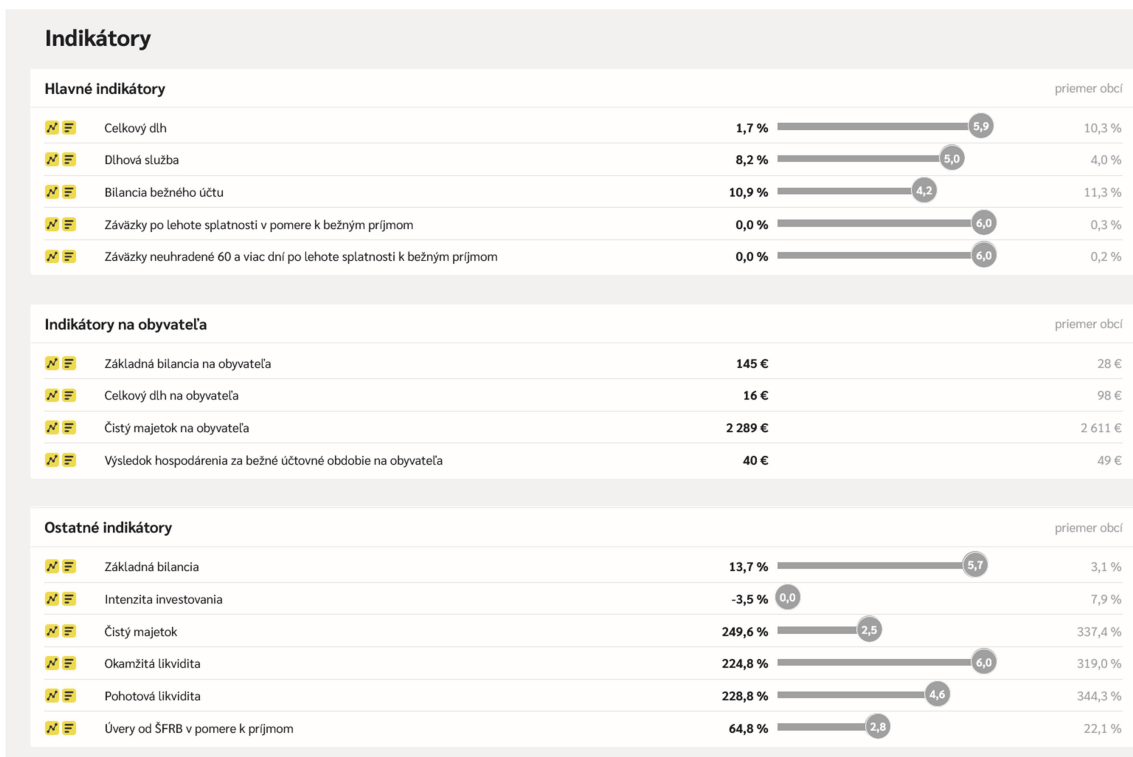 Indikátory
Hlavné indikátory priemer obcí
Celkový dlh 1,7 % 5,9 10,3 %
Dlhová služba 8,2 % 5,0 4,0 %
Bilancia bežného účtu 10,9 % 4,2 11,3 %
Záväzky po lehote splatnosti v pomere k bežným príjmom 0,0 % 6,0 0,3 %
Záväzky neuhradené 60 a viac dní po lehote splatnosti k bežným príjmom 0,0 % 6,0 0,2 %
Indikátory na obyvateľa priemer obcí
Základná bilancia na obyvateľa 145 € 28 €
Celkový dlh na obyvateľa 16 € 98 €
Čistý majetok na obyvateľa 2 289 € 2 611 €
Výsledok hospodárenia za bežné účtovné obdobie na obyvateľa 40 € 49 €
Ostatné indikátory priemer obcí
Základná bilancia 13,7 % 5,7 3,1 %
Intenzita investovania -3,5 % 0,0 7,9 %
Čistý majetok 249,6 % 2,5 337,4 %
Okamžitá likvidita 224,8 % 6,0 319,0 %
Pohotová likvidita 228,8 % 4,6 344,3 %
Úvery od ŠFRB v pomere k príjmom 64,8 % 2,8 22,1 %